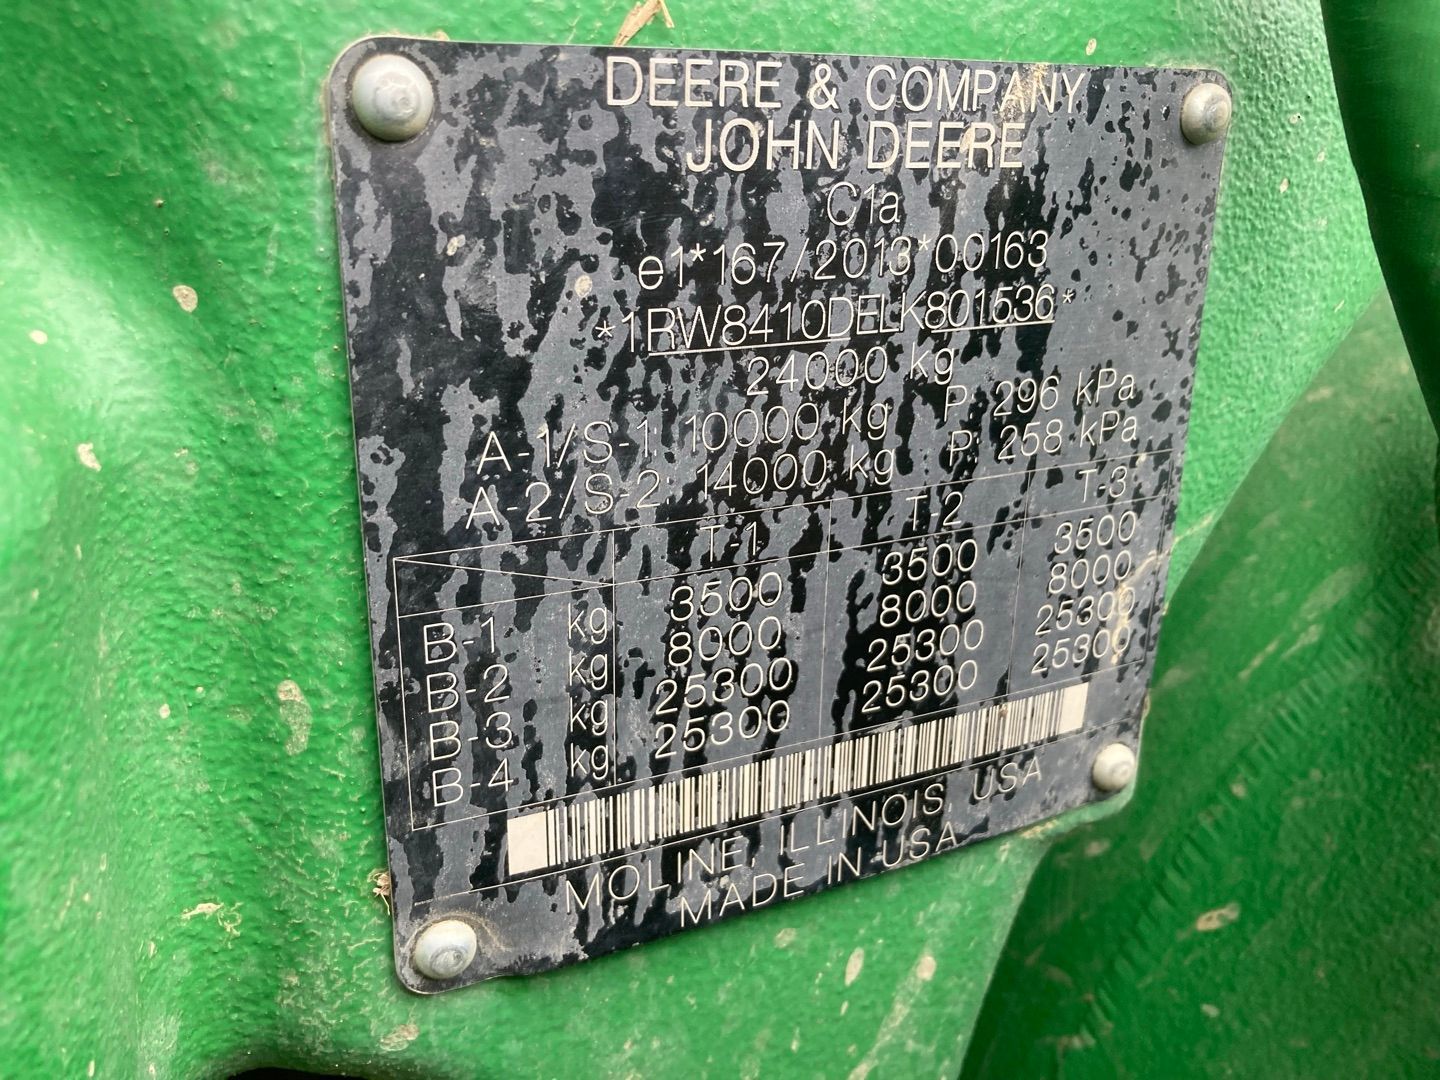 DEERE & COMPANY
JOHN DEERE
C1a
e1*167/2013*00163
*1RW8410DELK801536*
24000 kg
A-1/S-1: 10000 kg P: 296 kPa
A-2/S-2: 14000 kg P: 258 kPa
T-1 T-2 T-3
B-1 kg 3500 3500 3500
B-2 kg 8000 8000 8000
B-3 kg 25300 25300 25300
B-4 kg 25300 25300 25300
MOLINE, ILLINOIS, USA
MADE IN USA